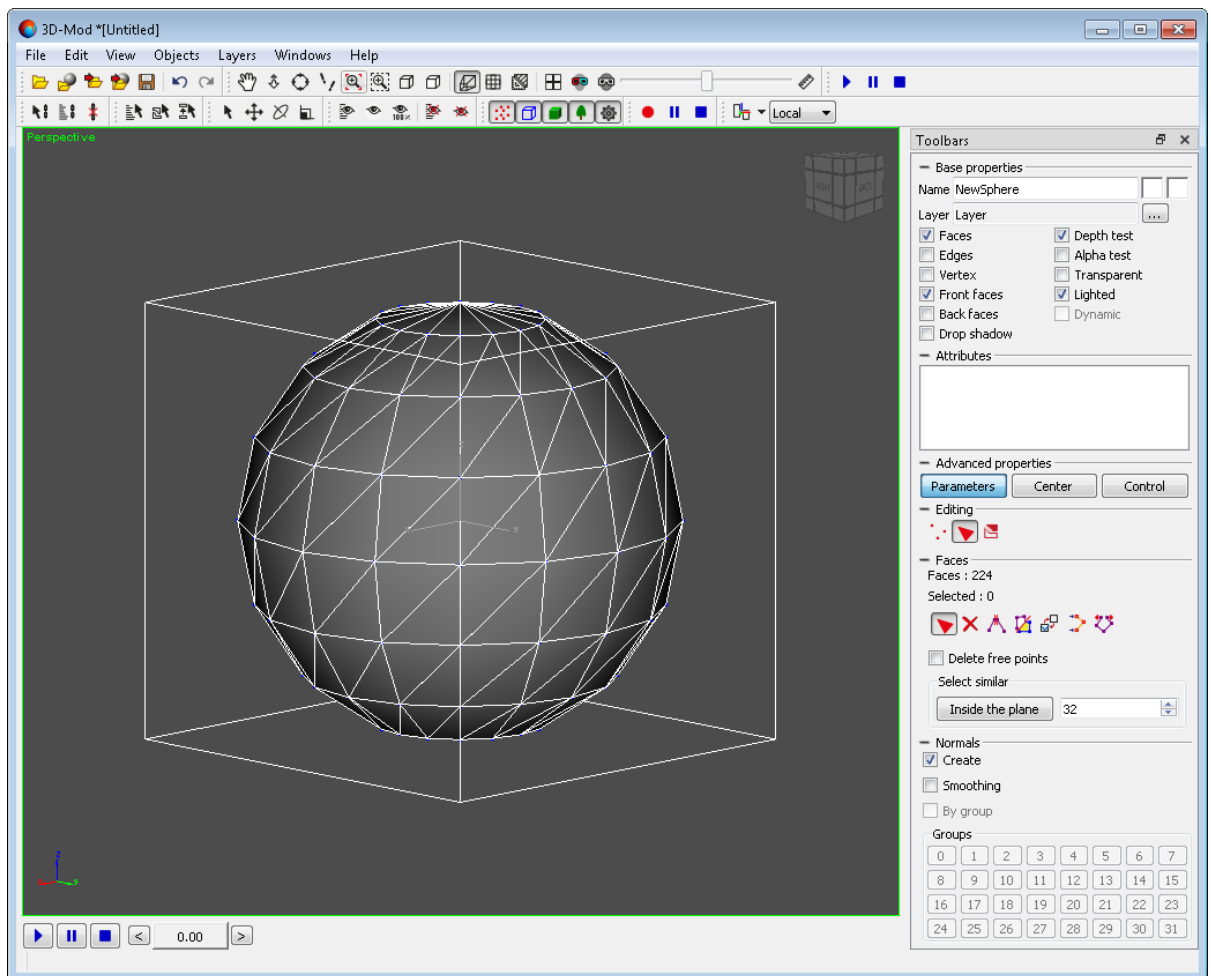 3D-Mod *[Untitled]
File Edit View Objects Layers Windows Help
100%
Local
Perspective
Toolbars
Base properties
Name NewSphere
Layer Layer ...
Faces Depth test
Edges Alpha test
Vertex Transparent
Front faces Lighted
Back faces Dynamic
Drop shadow
Attributes
Advanced properties
Parameters Center Control
Editing
Faces
Faces : 224
Selected : 0
Delete free points
Select similar
Inside the plane 32
Normals
Create
Smoothing
By group
Groups
0 1 2 3 4 5 6 7
8 9 10 11 12 13 14 15
16 17 18 19 20 21 22 23
24 25 26 27 28 29 30 31
z
< 0.00 >